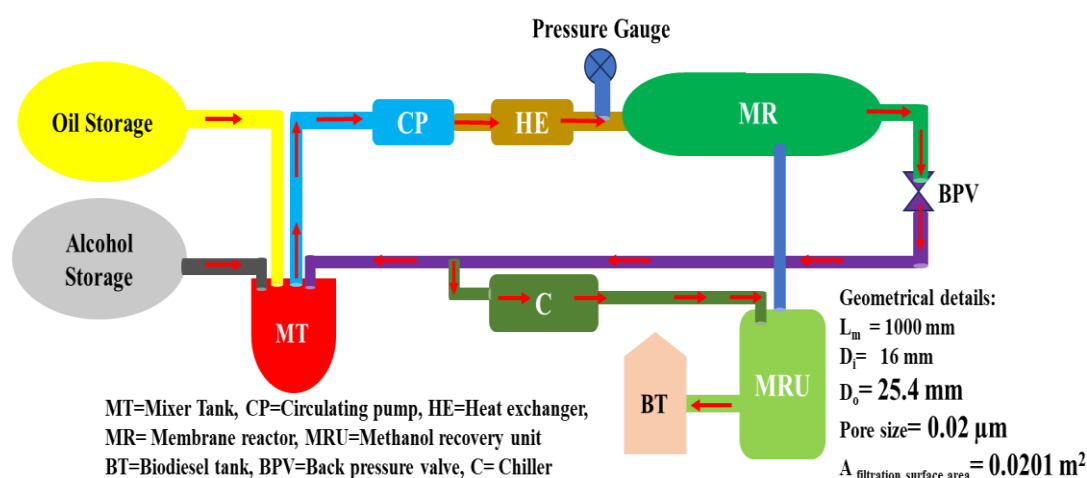 Pressure Gauge
Oil Storage
CP
HE
MR
BPV
Alcohol
Storage
C
MT
MRU
BT
Geometrical details:
Lm = 1000 mm
Di= 16 mm
Do= 25.4 mm
Pore size= 0.02 µm
A filtration surface area= 0.0201 m²
MT=Mixer Tank, CP=Circulating pump, HE=Heat exchanger,
MR= Membrane reactor, MRU=Methanol recovery unit
BT=Biodiesel tank, BPV=Back pressure valve, C= Chiller